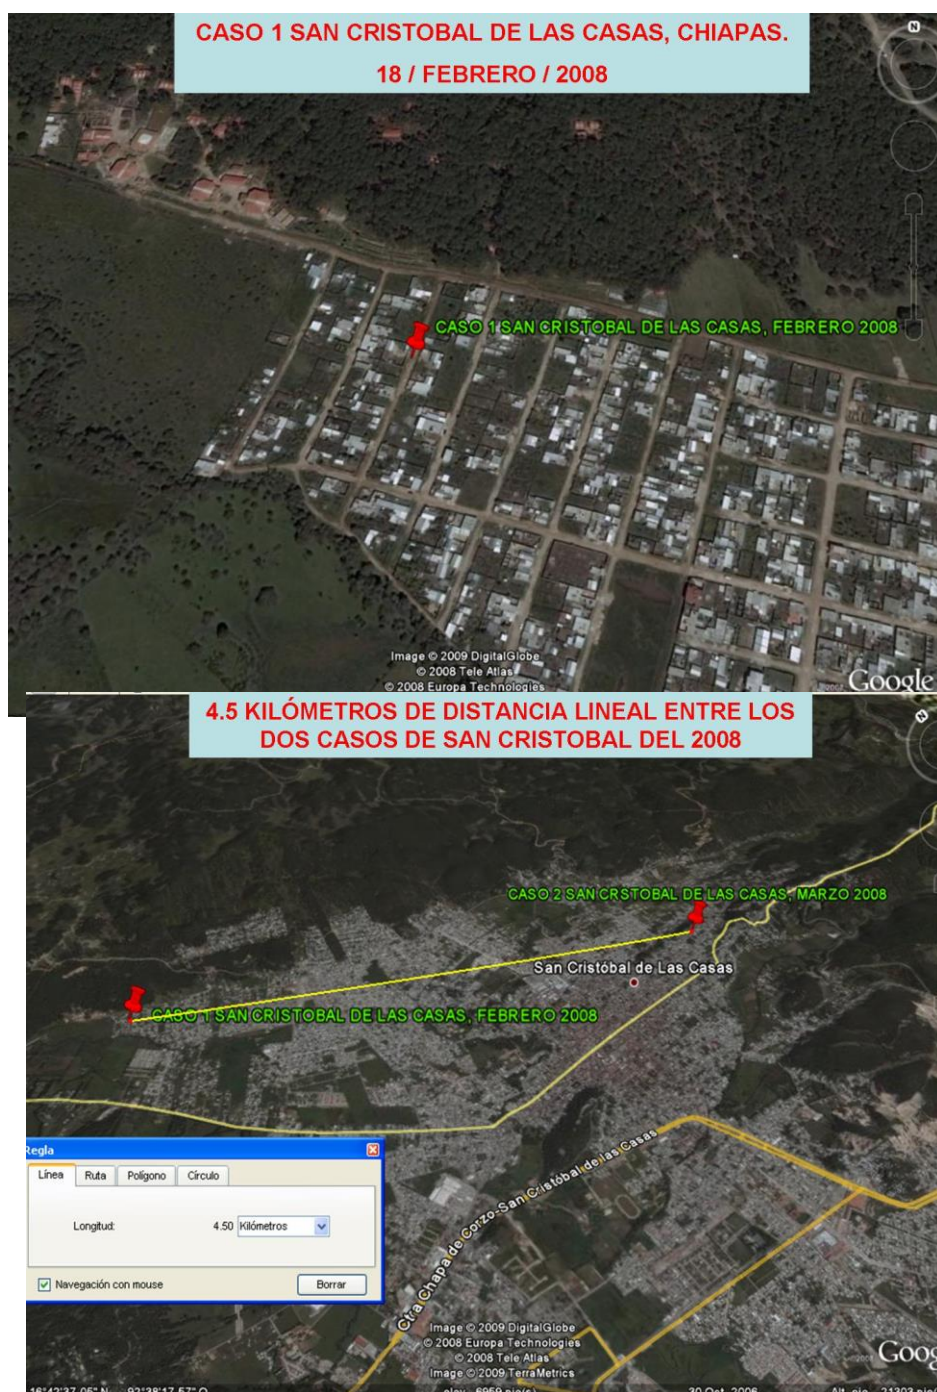 CASO 1 SAN CRISTOBAL DE LAS CASAS, CHIAPAS.
18 / FEBRERO / 2008
N
CASO 1 SAN CRISTOBAL DE LAS CASAS, FEBRERO 2008
Image © 2009 DigitalGlobe
© 2008 Tele Atlas
© 2008 Europa Technologies
Google
4.5 KILÓMETROS DE DISTANCIA LINEAL ENTRE LOS
DOS CASOS DE SAN CRISTOBAL DEL 2008
N
CASO 2 SAN CRSTOBAL DE LAS CASAS, MARZO 2008
San Cristóbal de Las Casas
CASO 1 SAN CRISTOBAL DE LAS CASAS, FEBRERO 2008
Regla
Línea
Ruta
Polígono
Círculo
Longitud:
4.50 Kilómetros
Navegación con mouse
Borrar
Ctra Chapa de Corzo-San Cristóbal de las Casas
Image © 2009 DigitalGlobe
© 2008 Europa Technologies
© 2008 Tele Atlas
Image © 2009 TerraMetrics
Goog